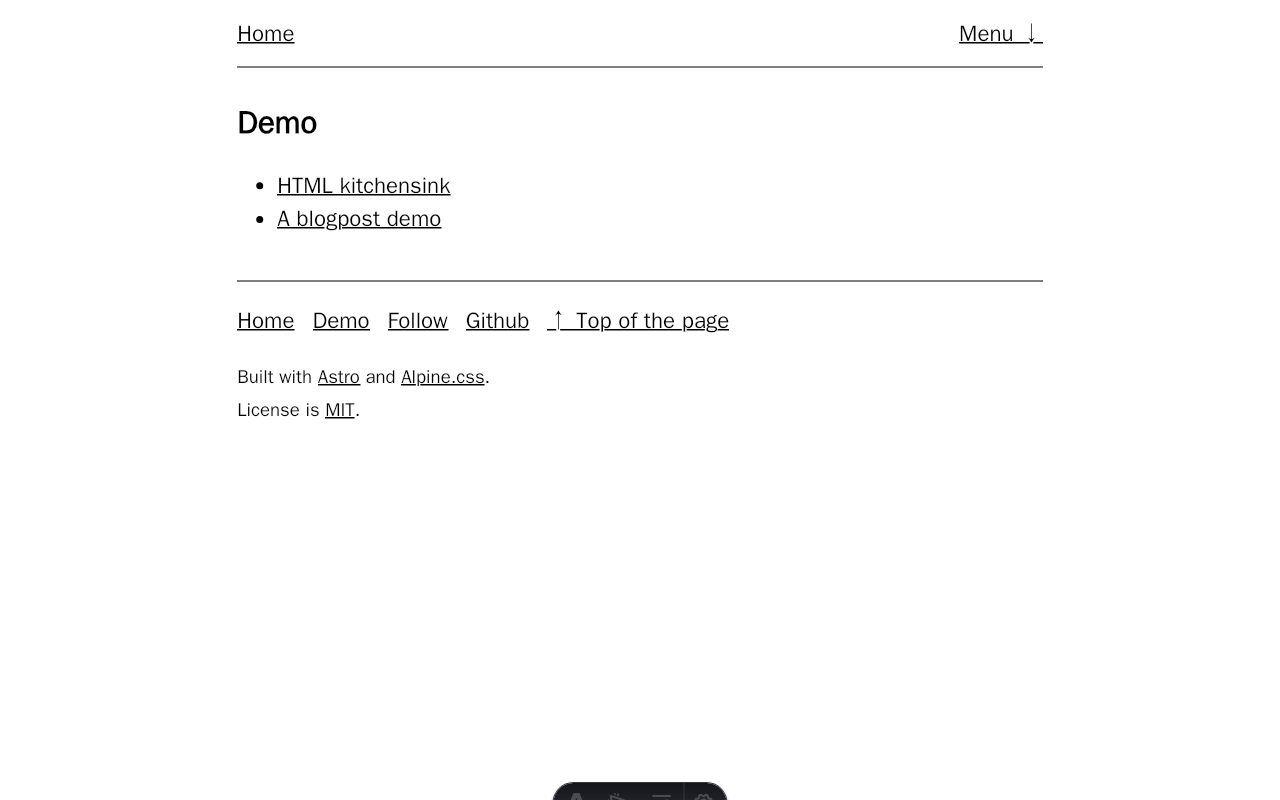 Home Menu ↓
Demo
• HTML kitchensink
• A blogpost demo
Home Demo Follow Github ↑ Top of the page
Built with Astro and Alpine.css.
License is MIT.